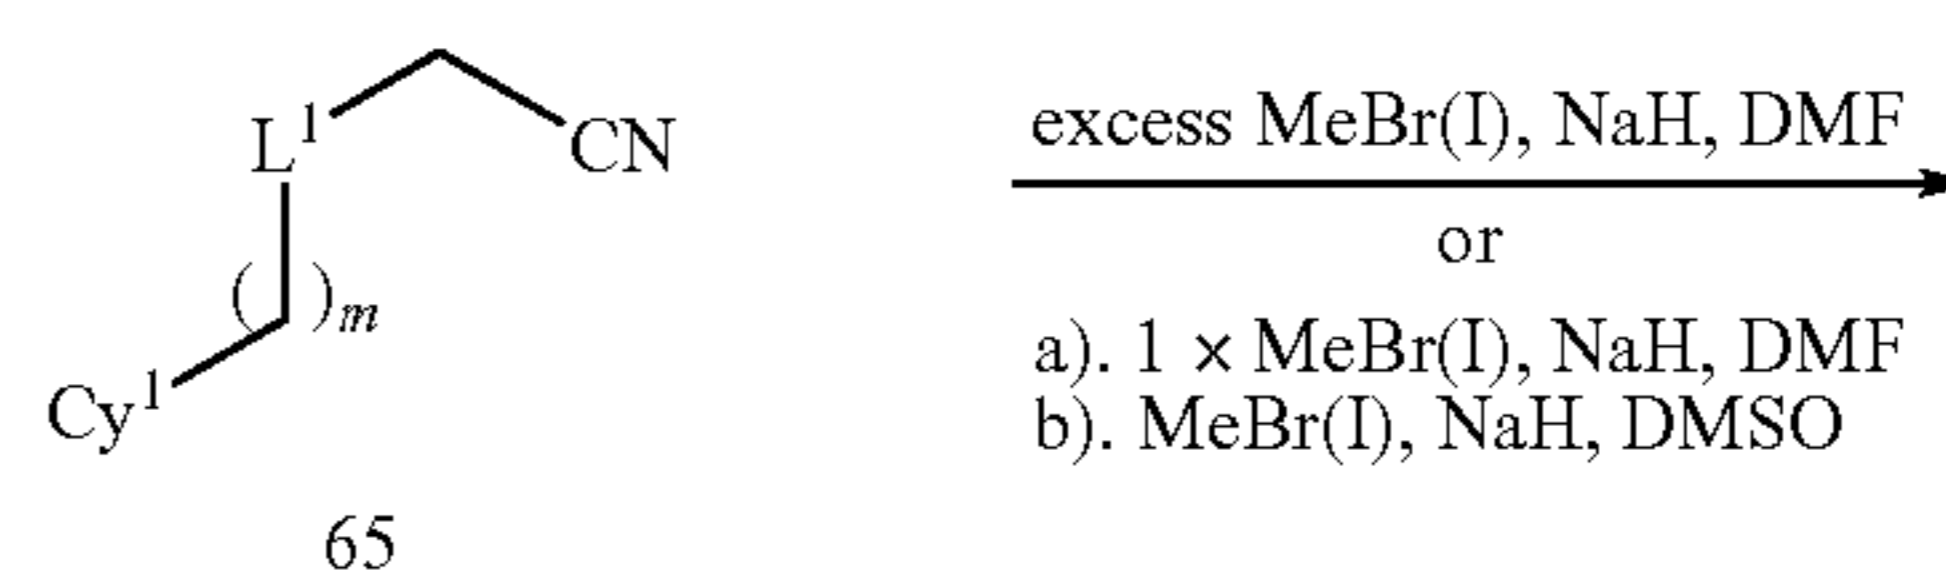 L¹
CN
( )m
Cy¹
65
excess MeBr(I), NaH, DMF
or
a). 1 × MeBr(I), NaH, DMF
b). MeBr(I), NaH, DMSO